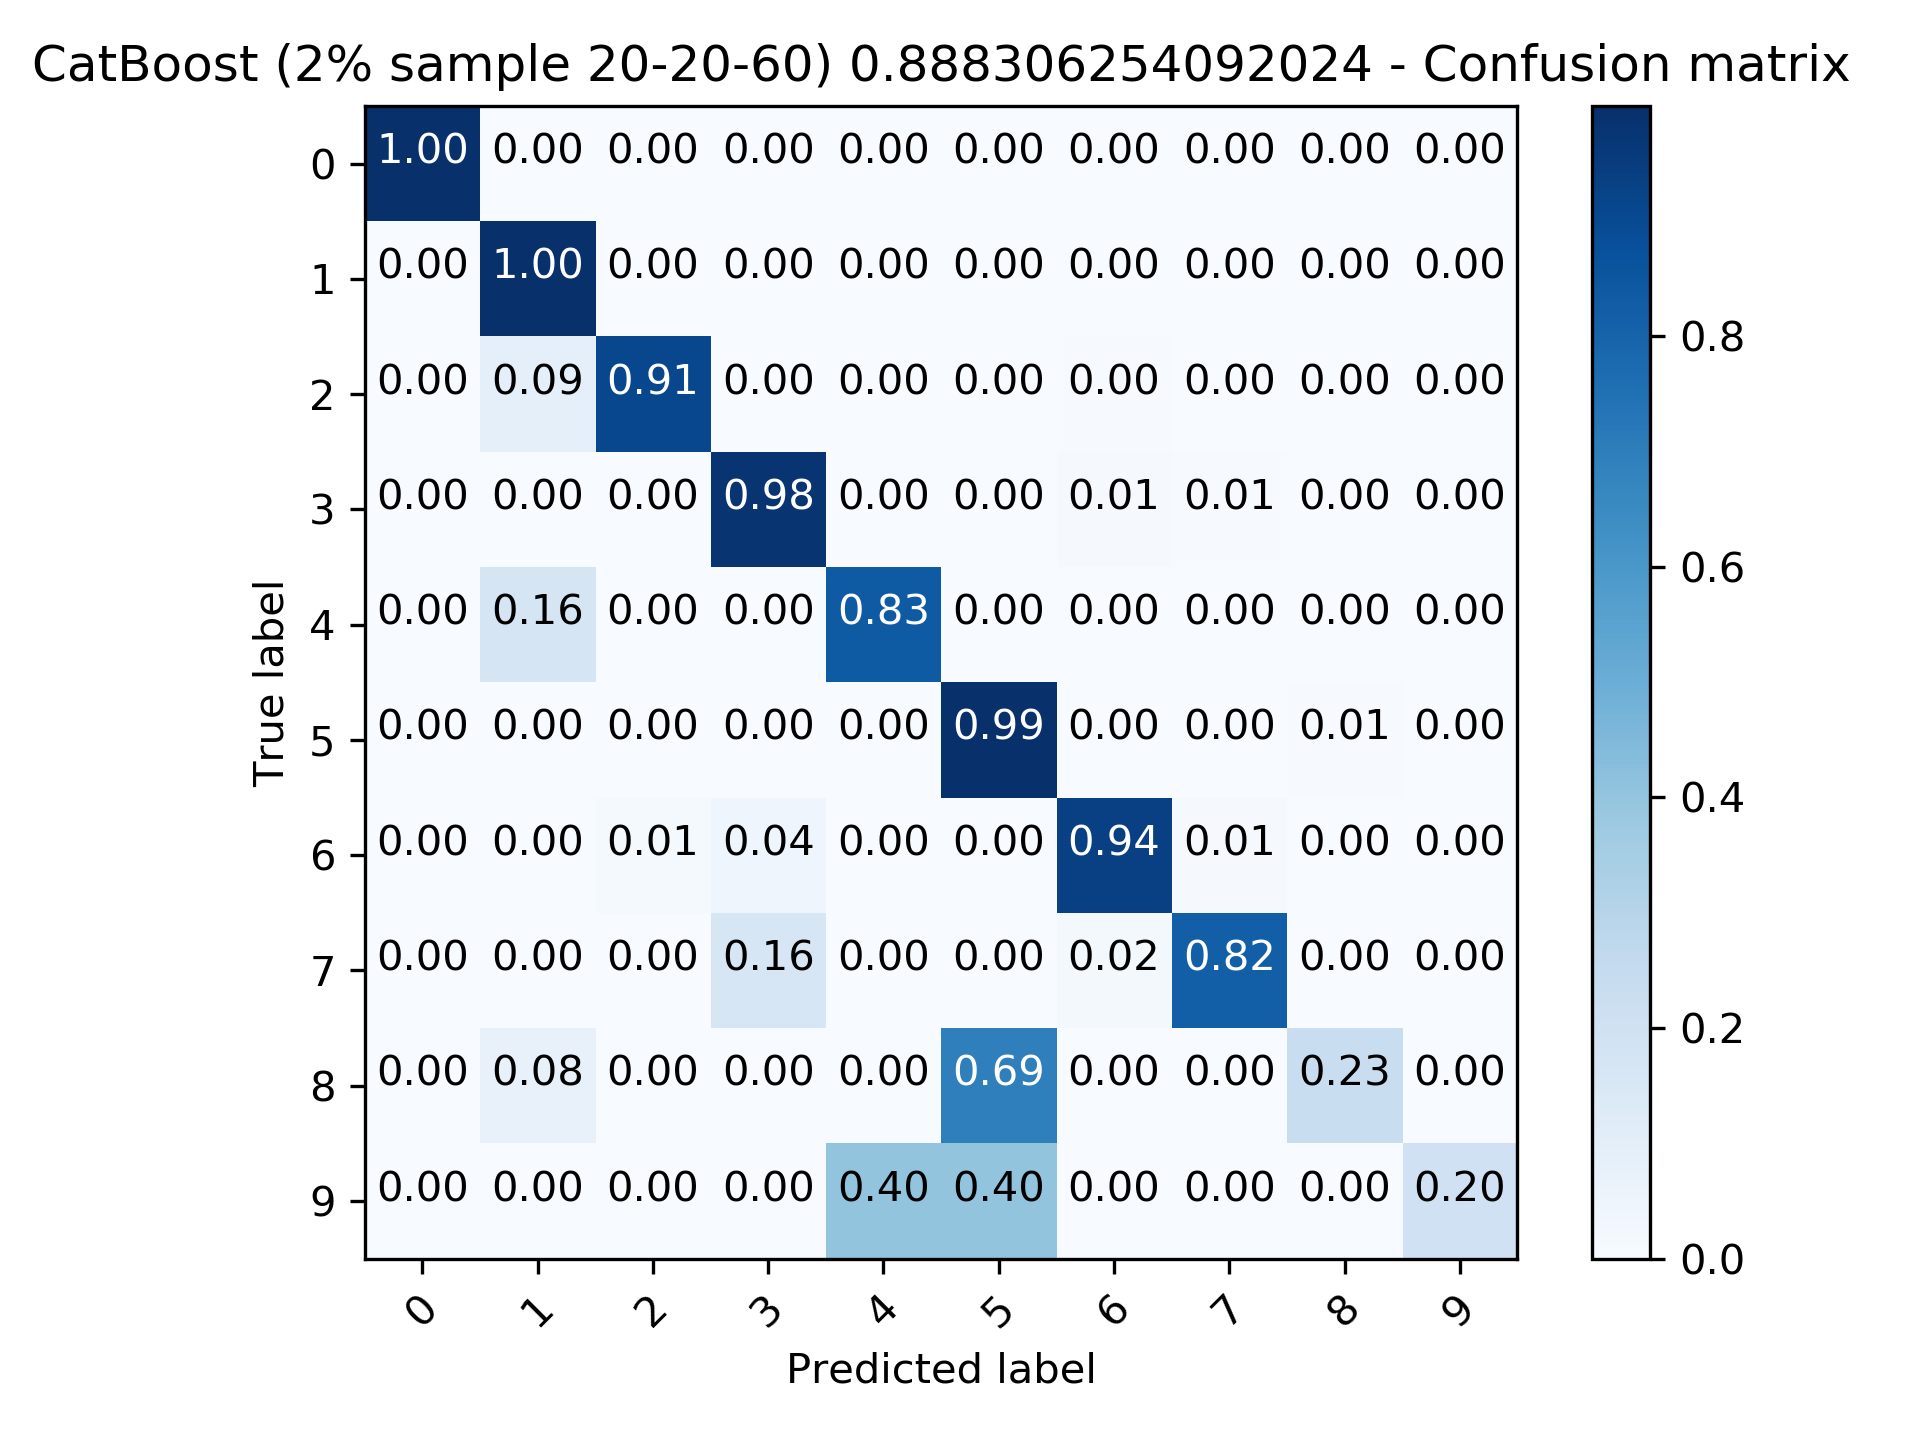 CatBoost (2% sample 20-20-60) 0.888306254092024 - Confusion matrix
0 1.00 0.00 0.00 0.00 0.00 0.00 0.00 0.00 0.00 0.00
1 0.00 1.00 0.00 0.00 0.00 0.00 0.00 0.00 0.00 0.00
2 0.00 0.09 0.91 0.00 0.00 0.00 0.00 0.00 0.00 0.00
3 0.00 0.00 0.00 0.98 0.00 0.00 0.01 0.01 0.00 0.00
4 0.00 0.16 0.00 0.00 0.83 0.00 0.00 0.00 0.00 0.00
5 0.00 0.00 0.00 0.00 0.00 0.99 0.00 0.00 0.01 0.00
6 0.00 0.00 0.01 0.04 0.00 0.00 0.94 0.01 0.00 0.00
7 0.00 0.00 0.00 0.16 0.00 0.00 0.02 0.82 0.00 0.00
8 0.00 0.08 0.00 0.00 0.00 0.69 0.00 0.00 0.23 0.00
9 0.00 0.00 0.00 0.00 0.40 0.40 0.00 0.00 0.00 0.20
0 1 2 3 4 5 6 7 8 9
Predicted label
True label
0.8
0.6
0.4
0.2
0.0